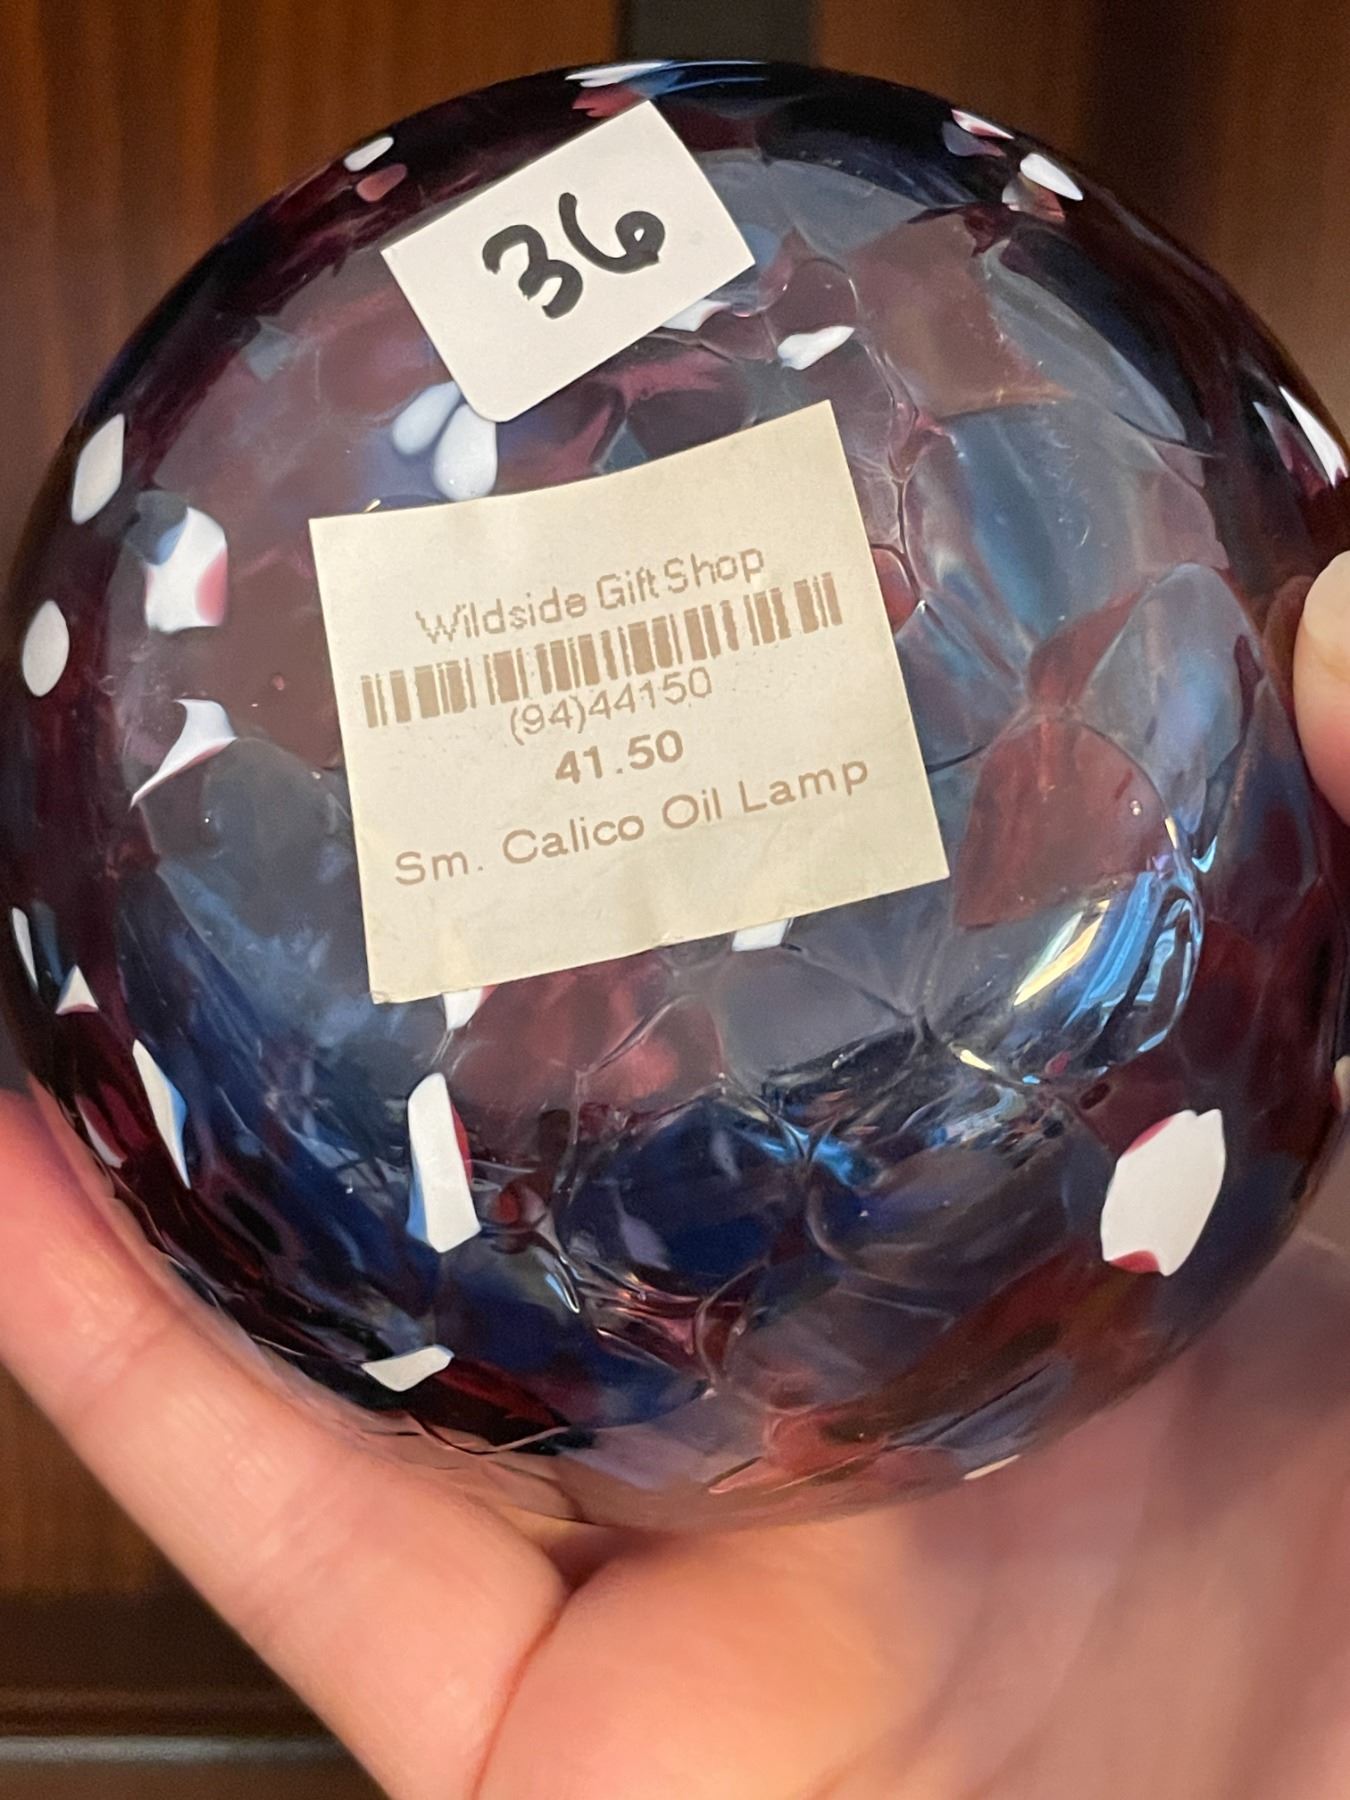 36
Wildside Gift Shop
(94)44150
41.50
Sm. Calico Oil Lamp